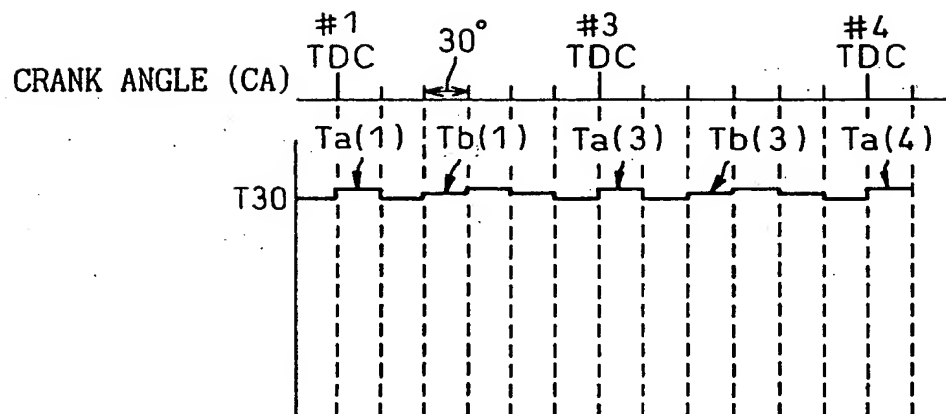 #1 TDC
30°
#3 TDC
#4 TDC
CRANK ANGLE (CA)
Ta(1)
Tb(1)
Ta(3)
Tb(3)
Ta(4)
T30